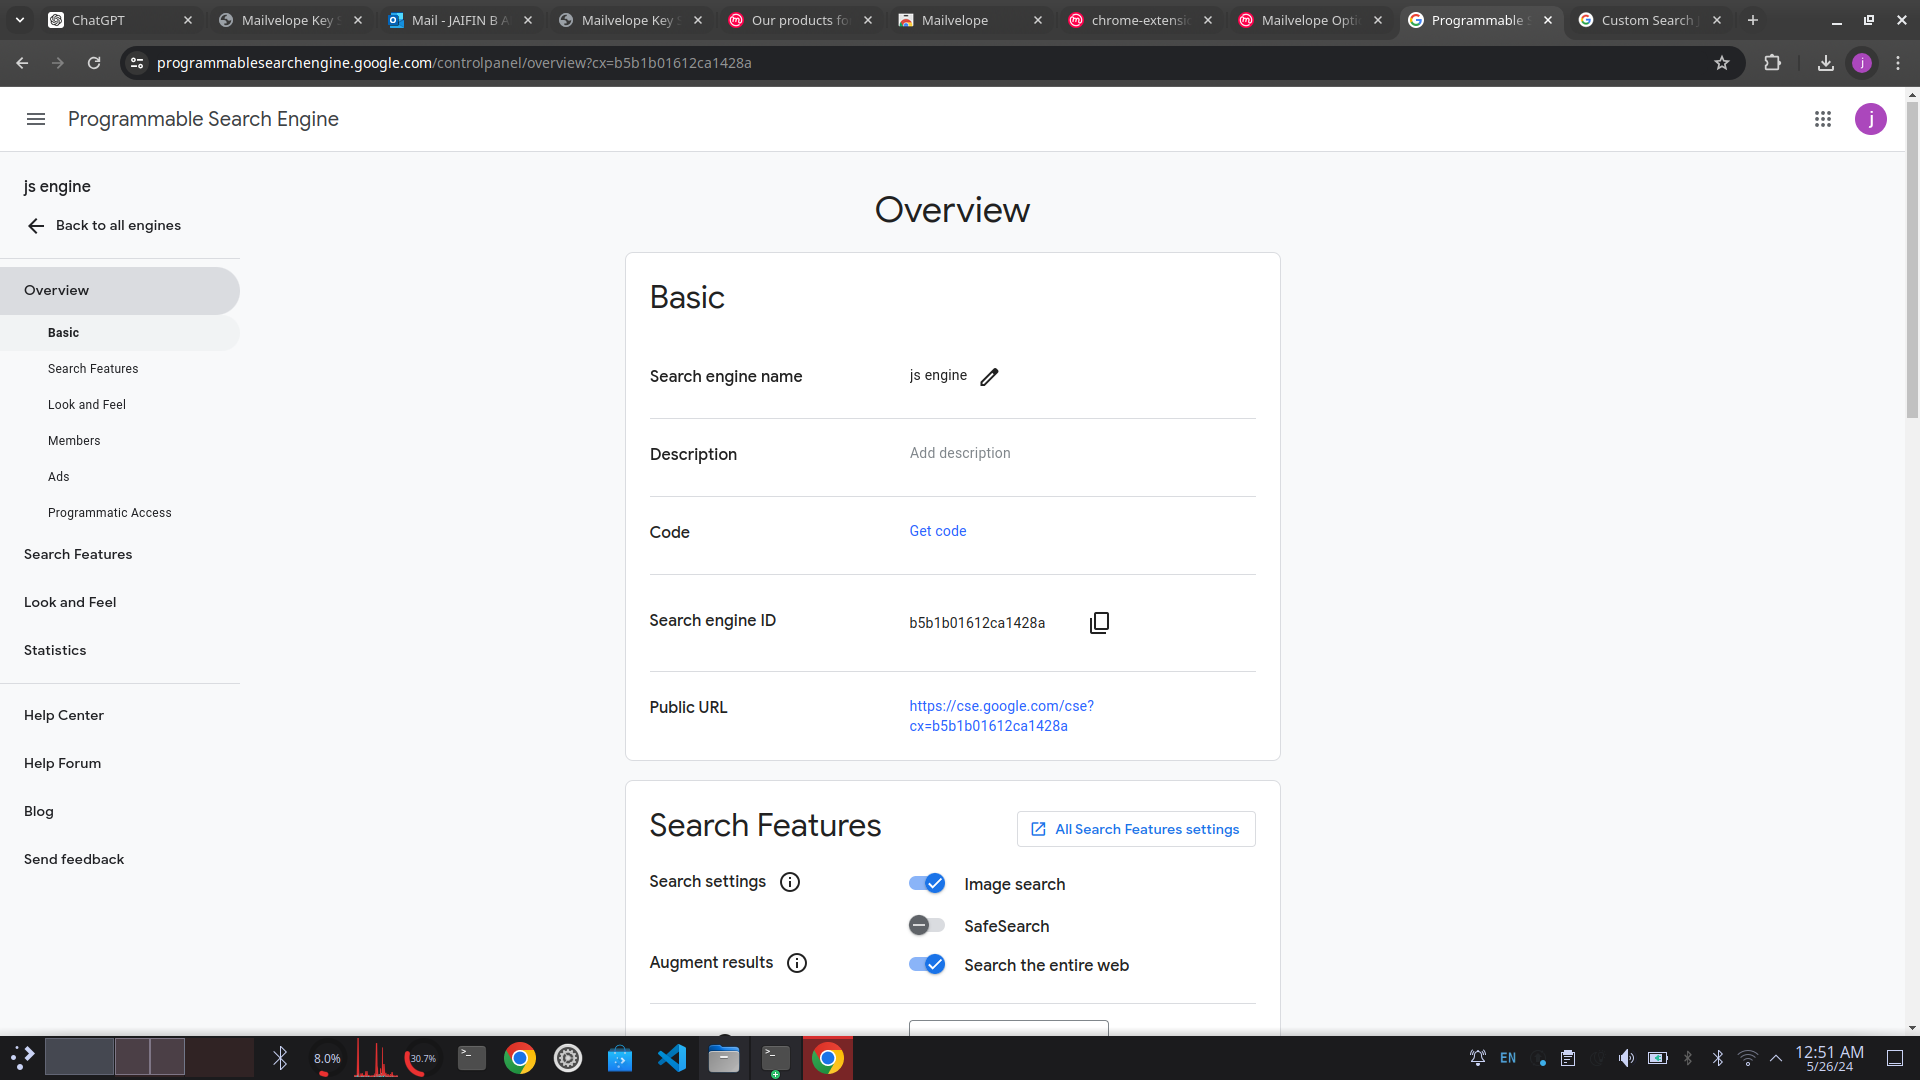 ChatGPT
Mailvelope Key S
Mail - JAIFIN B A
Mailvelope Key S
Our products fo
Mailvelope
chrome-extensio
Mailvelope Opti
Programmable S
Custom Search J
programmablesearchengine.google.com/controlpanel/overview?cx=b5b1b01612ca1428a
j
Programmable Search Engine
j
js engine
Back to all engines
Overview
Basic
Search Features
Look and Feel
Members
Ads
Programmatic Access
Search Features
Look and Feel
Statistics
Help Center
Help Forum
Blog
Send feedback
Overview
Basic
Search engine name
js engine
Description
Add description
Code
Get code
Search engine ID
b5b1b01612ca1428a
Public URL
https://cse.google.com/cse?
cx=b5b1b01612ca1428a
Search Features
All Search Features settings
Search settings
Image search
SafeSearch
Augment results
Search the entire web
8.0%
30.7%
EN
12:51 AM
5/26/24